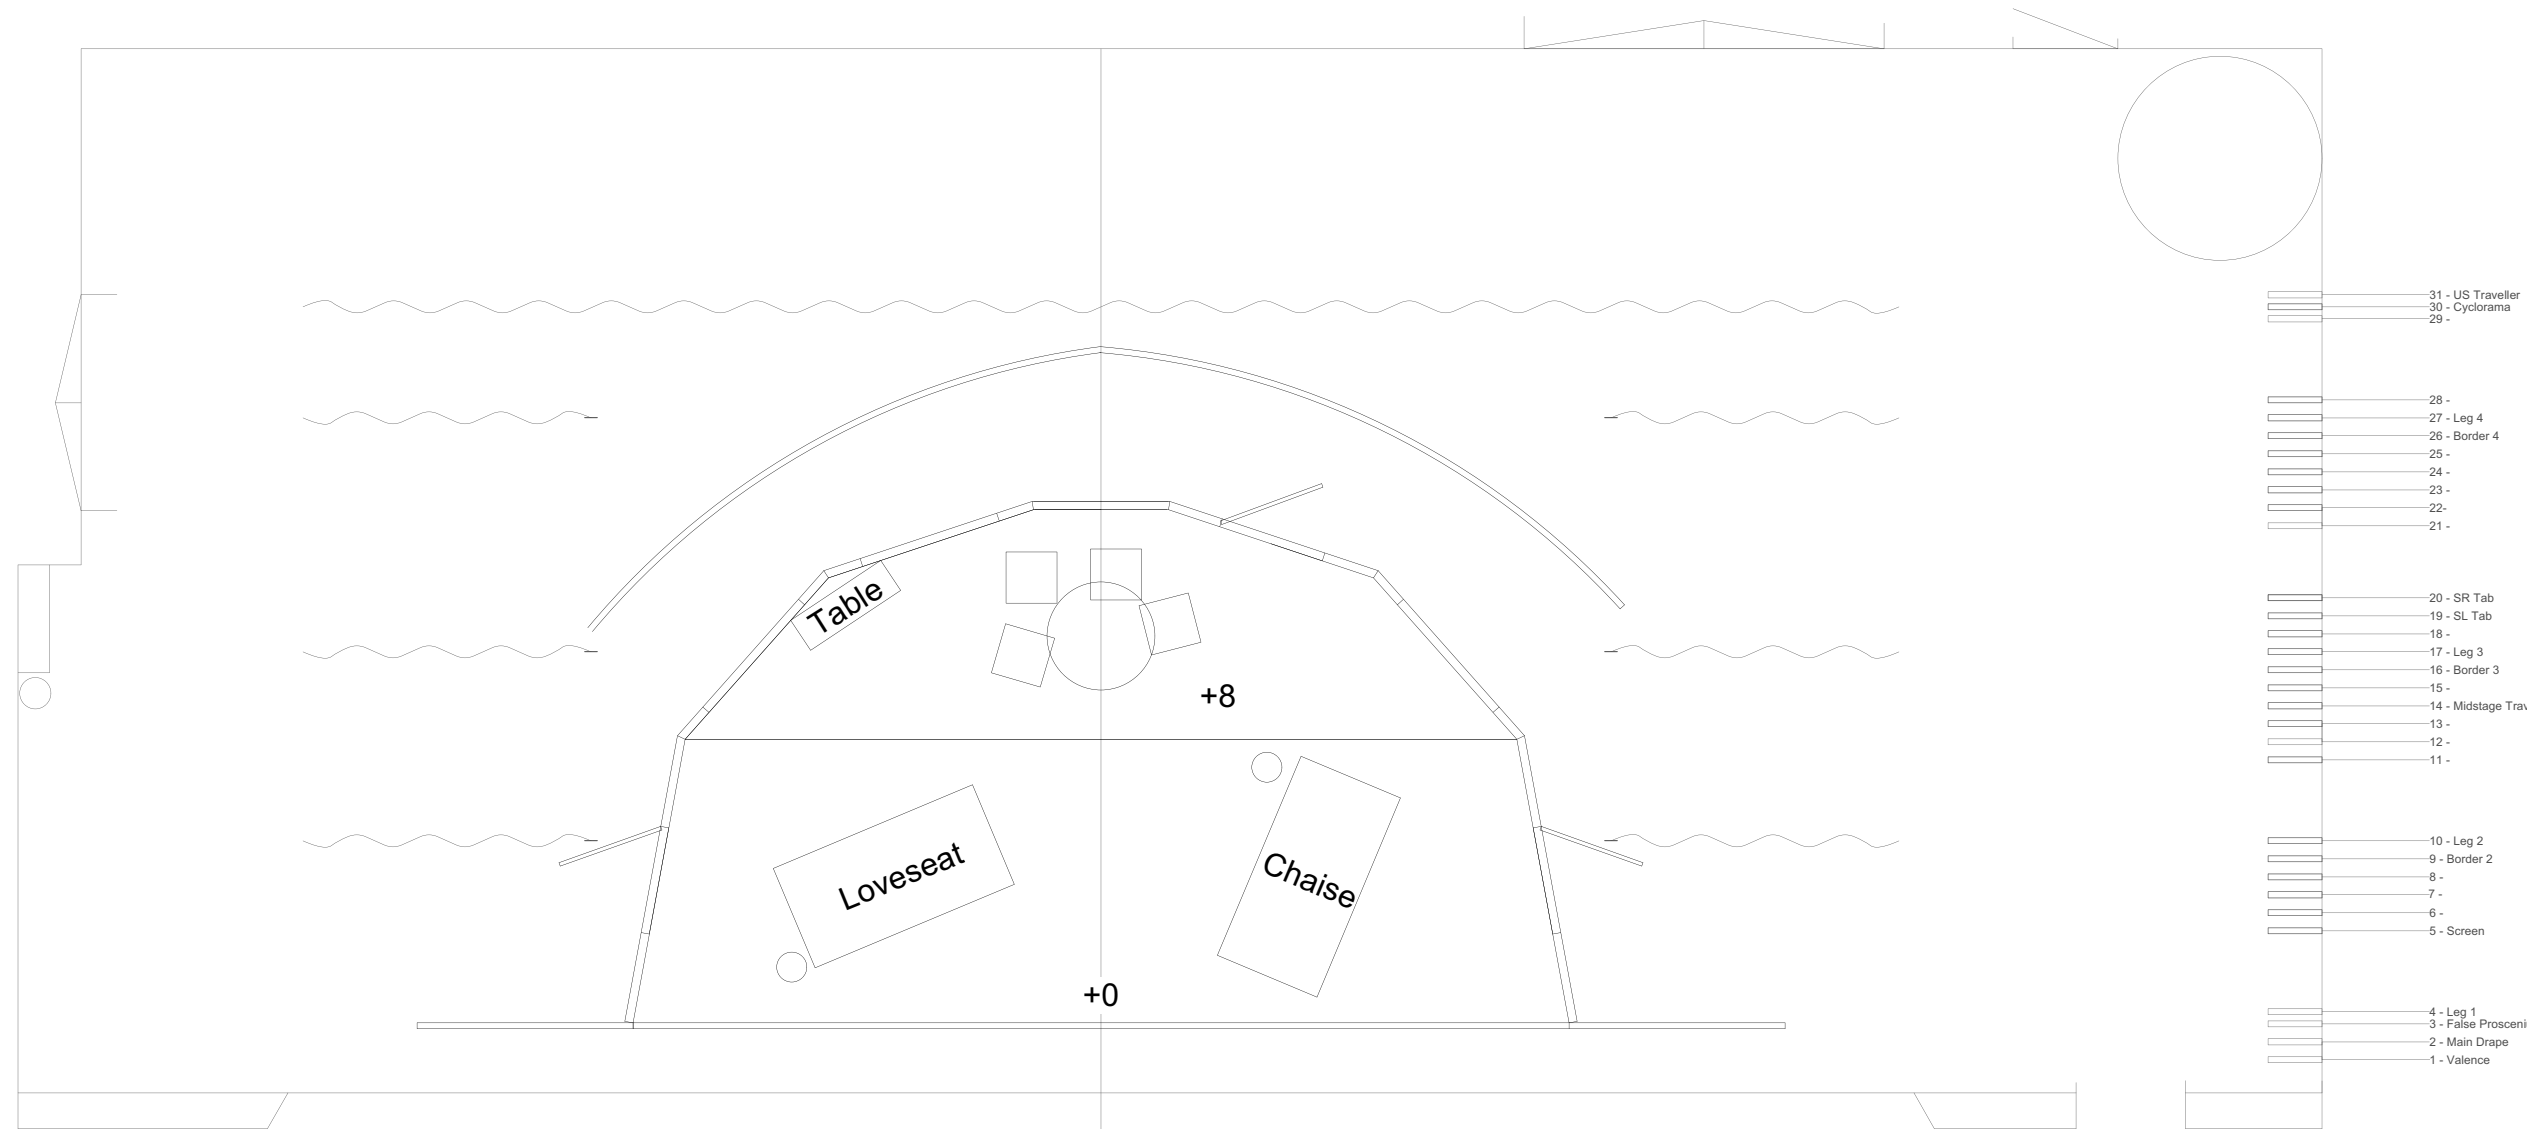 31 - US Traveller
30 - Cyclorama
29 -
28 -
27 - Leg 4
26 - Border 4
25 -
24 -
23 -
22-
21 -
Table
20 - SR Tab
19 - SL Tab
18 -
17 - Leg 3
16 - Border 3
15 -
+8
14 - Midstage Trav
13 -
12 -
11 -
Loveseat
Chaise
10 - Leg 2
9 - Border 2
8 -
7 -
6 -
5 - Screen
+0
4 - Leg 1
3 - False Prosceni
2 - Main Drape
1 - Valence